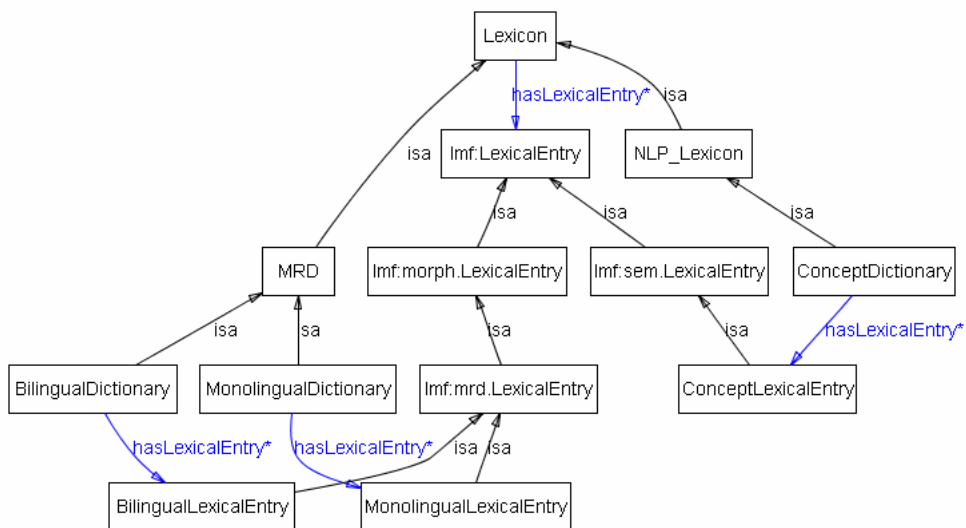 Lexicon
hasLexicalEntry*
isa
lmf:LexicalEntry
NLP_Lexicon
isa
isa
isa
isa
MRD
lmf:morph.LexicalEntry
lmf:sem.LexicalEntry
ConceptDictionary
isa
sa
isa
isa
hasLexicalEntry*
BilingualDictionary
MonolingualDictionary
lmf:mrd.LexicalEntry
ConceptLexicalEntry
hasLexicalEntry*
hasLexicalEntry*
isa
isa
BilingualLexicalEntry
MonolingualLexicalEntry